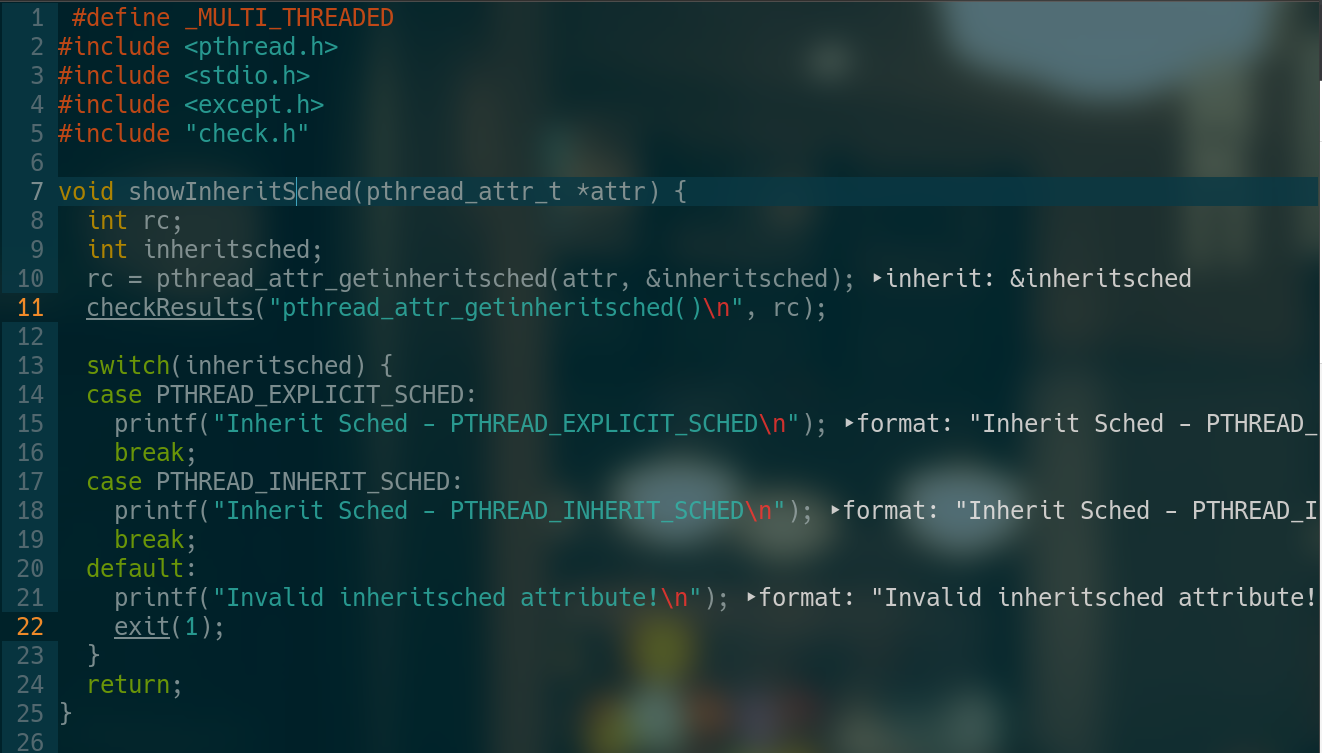 1 #define _MULTI_THREADED
2 #include <pthread.h>
3 #include <stdio.h>
4 #include <except.h>
5 #include "check.h"
6
7 void showInheritSched(pthread_attr_t *attr) {
8   int rc;
9   int inheritsched;
10   rc = pthread_attr_getinheritsched(attr, &inheritsched); ‣inherit: &inheritsched
11   checkResults("pthread_attr_getinheritsched()\n", rc);
12
13   switch(inheritsched) {
14   case PTHREAD_EXPLICIT_SCHED:
15     printf("Inherit Sched - PTHREAD_EXPLICIT_SCHED\n"); ‣format: "Inherit Sched - PTHREAD_
16     break;
17   case PTHREAD_INHERIT_SCHED:
18     printf("Inherit Sched - PTHREAD_INHERIT_SCHED\n"); ‣format: "Inherit Sched - PTHREAD_I
19     break;
20   default:
21     printf("Invalid inheritsched attribute!\n"); ‣format: "Invalid inheritsched attribute!
22     exit(1);
23   }
24   return;
25 }
26